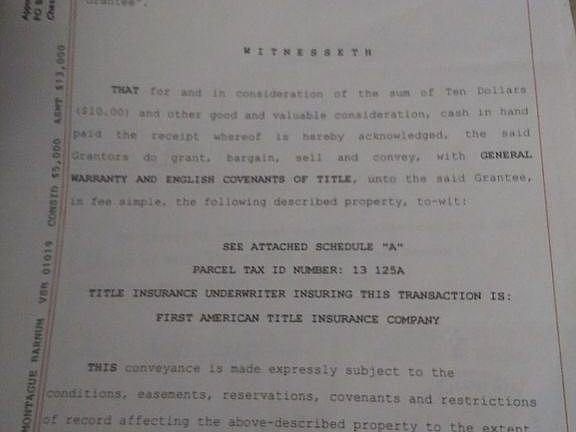 Grantee".
WITNESSETH
THAT for and in consideration of the sum of Ten Dollars
($10.00) and other good and valuable consideration, cash in hand
paid the receipt whereof is hereby acknowledged, the said
Grantors do grant, bargain, sell and convey, with GENERAL
WARRANTY AND ENGLISH COVENANTS OF TITLE, unto the said Grantee,
in fee simple, the following described property, to-wit:
SEE ATTACHED SCHEDULE "A"
PARCEL TAX ID NUMBER: 13 125A
TITLE INSURANCE UNDERWRITER INSURING THIS TRANSACTION IS:
FIRST AMERICAN TITLE INSURANCE COMPANY
THIS conveyance is made expressly subject to the
conditions, easements, reservations, covenants and restrictions
of record affecting the above-described property to the extent
MONTAGUE BARNUM VSB 01019 CONSID $5,000 ASMT $13,000
PO B